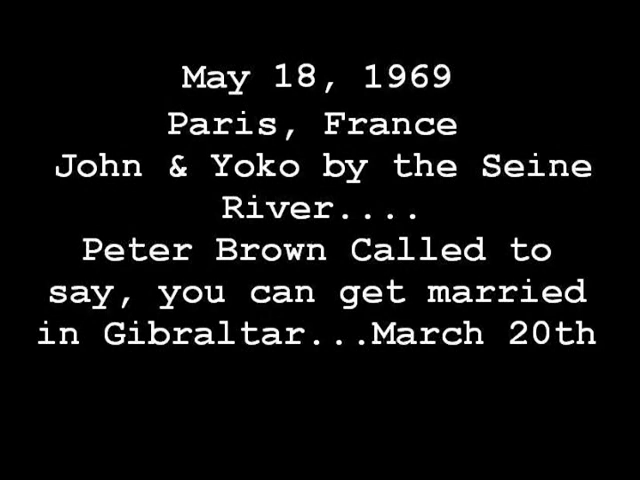 May 18, 1969
Paris, France
John & Yoko by the Seine
River....
Peter Brown Called to
say, you can get married
in Gibraltar...March 20th